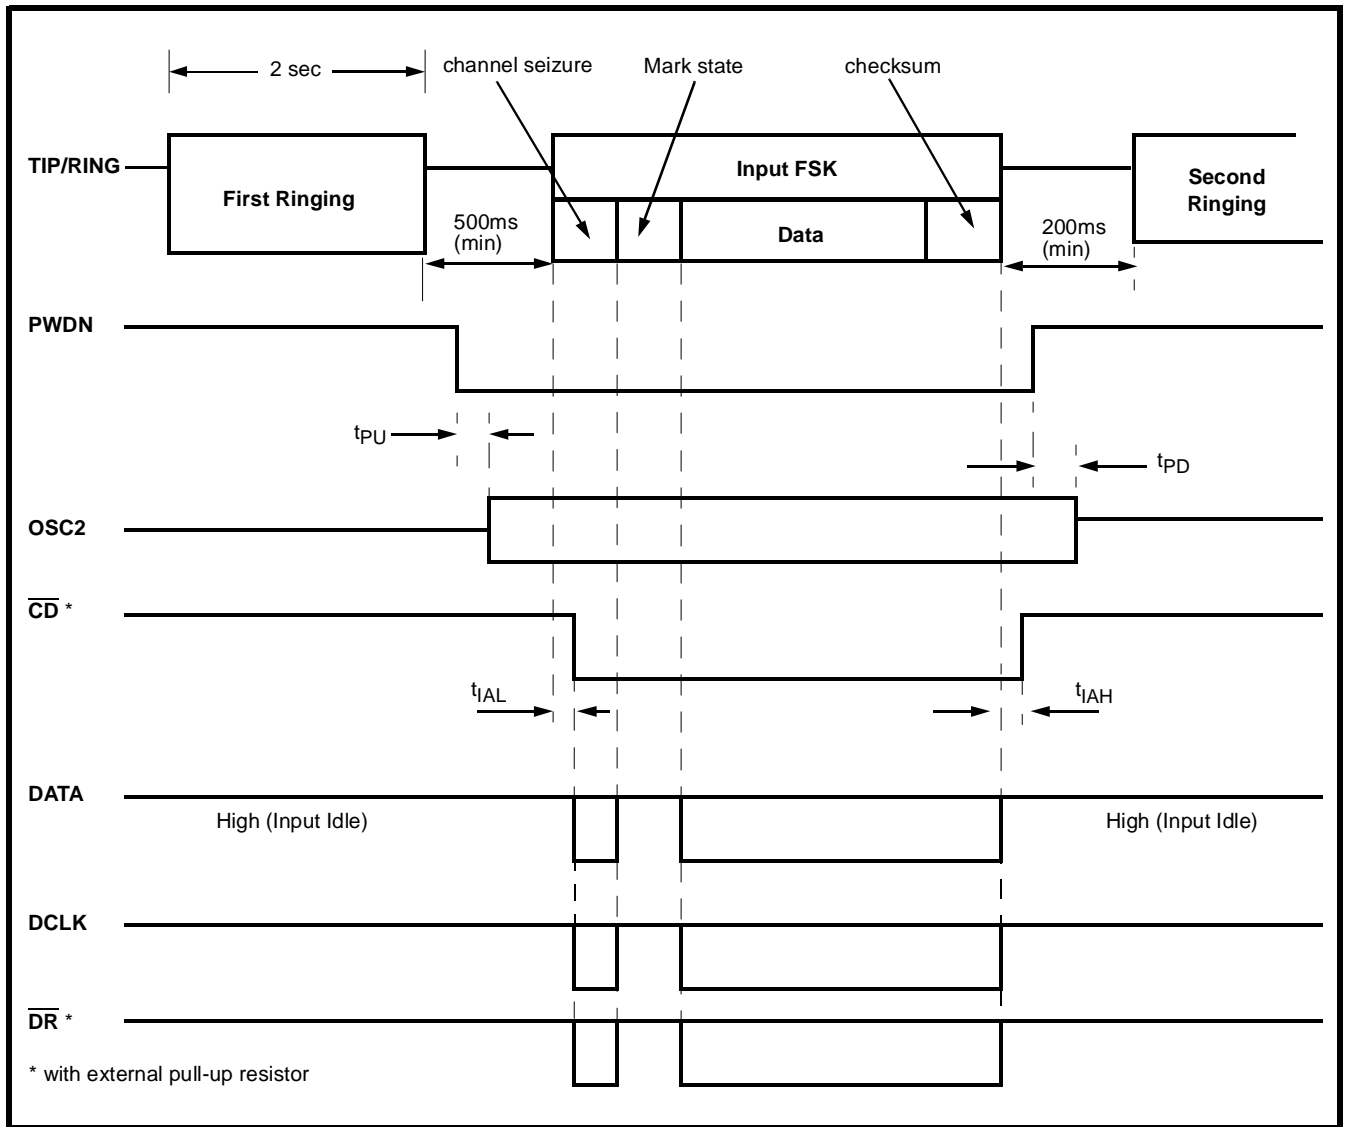 2 sec
channel seizure
Mark state
checksum
TIP/RING
First Ringing
500ms
(min)
Input FSK
Data
200ms
(min)
Second
Ringing
PWDN
tPU
tPD
OSC2
CD *
tIAL
tIAH
DATA
High (Input Idle)
High (Input Idle)
DCLK
DR *
* with external pull-up resistor